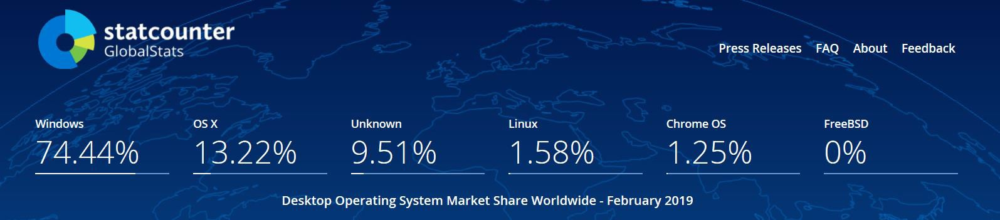 statcounter
GlobalStats
Press Releases FAQ About Feedback
Windows OS X Unknown Linux Chrome OS FreeBSD
74.44% 13.22% 9.51% 1.58% 1.25% 0%
Desktop Operating System Market Share Worldwide - February 2019